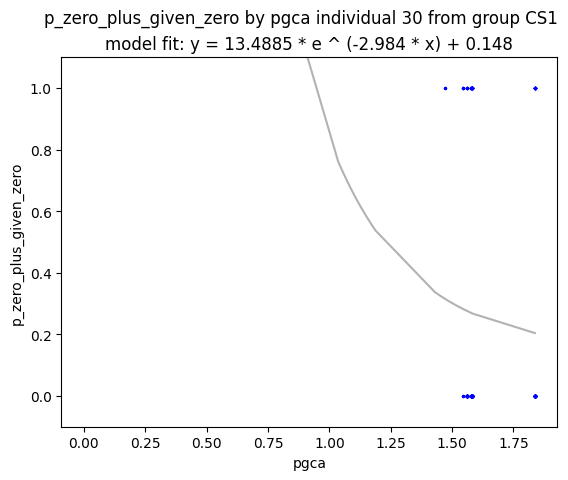 p_zero_plus_given_zero by pgca individual 30 from group CS1
model fit: y = 13.4885 * e ^ (-2.984 * x) + 0.148
1.0
0.8
0.6
0.4
0.2
0.0
p_zero_plus_given_zero
0.00 0.25 0.50 0.75 1.00 1.25 1.50 1.75
pgca